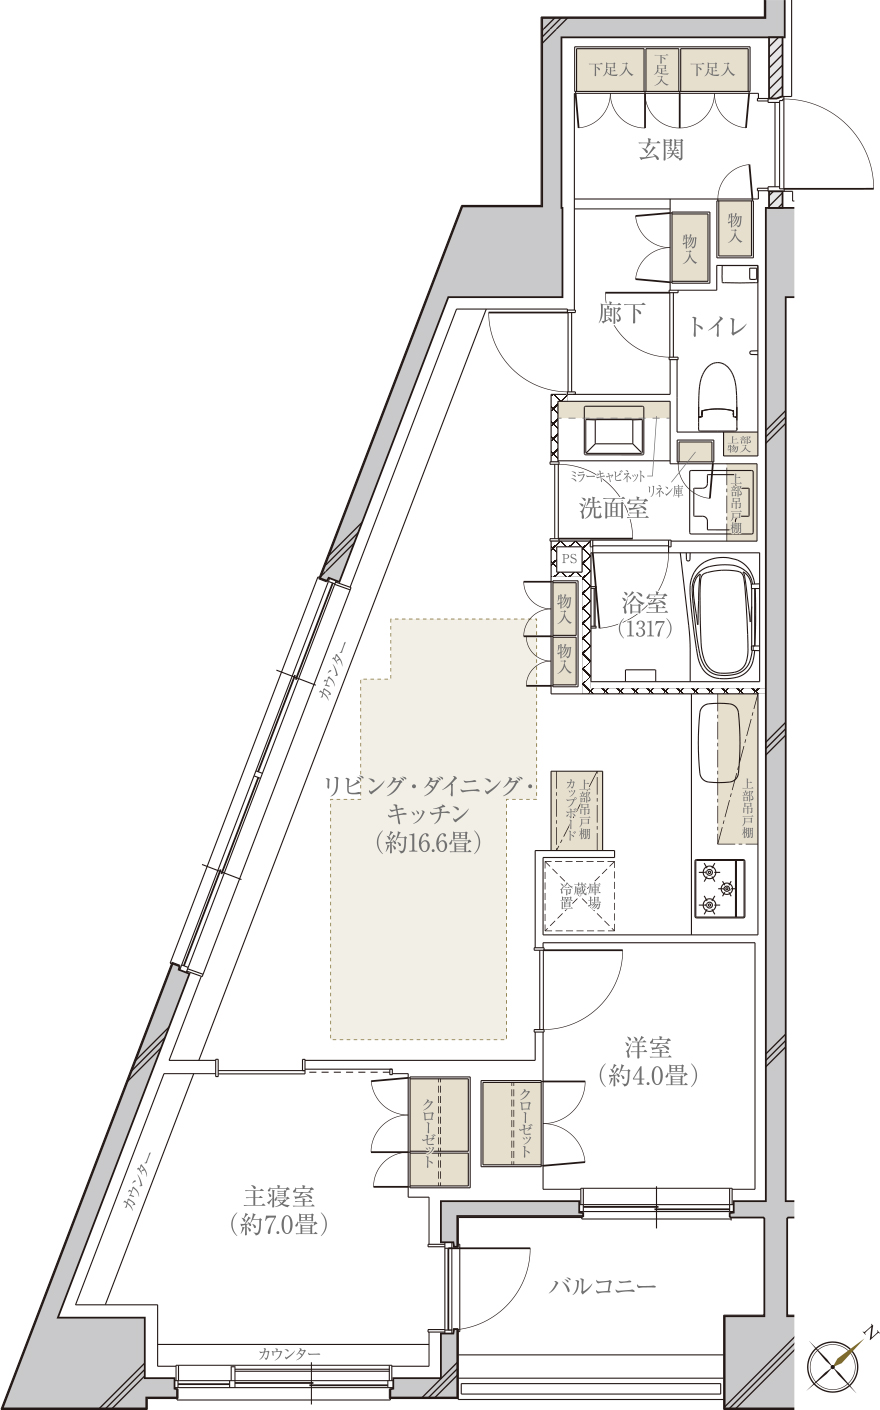 下足入
下足入
下足入
玄関
物入
物入
廊下
トイレ
上部
物入
ミラーキャビネット
リネン庫
洗面室
上部吊戸棚
PS
物入
浴室
(1317)
物入
カウンター
リビング・ダイニング・
キッチン
(約16.6畳)
上部吊戸棚
カップボード
上部吊戸棚
冷蔵庫
置場
洋室
(約4.0畳)
クローゼット
クローゼット
カウンター
主寝室
(約7.0畳)
バルコニー
カウンター
N